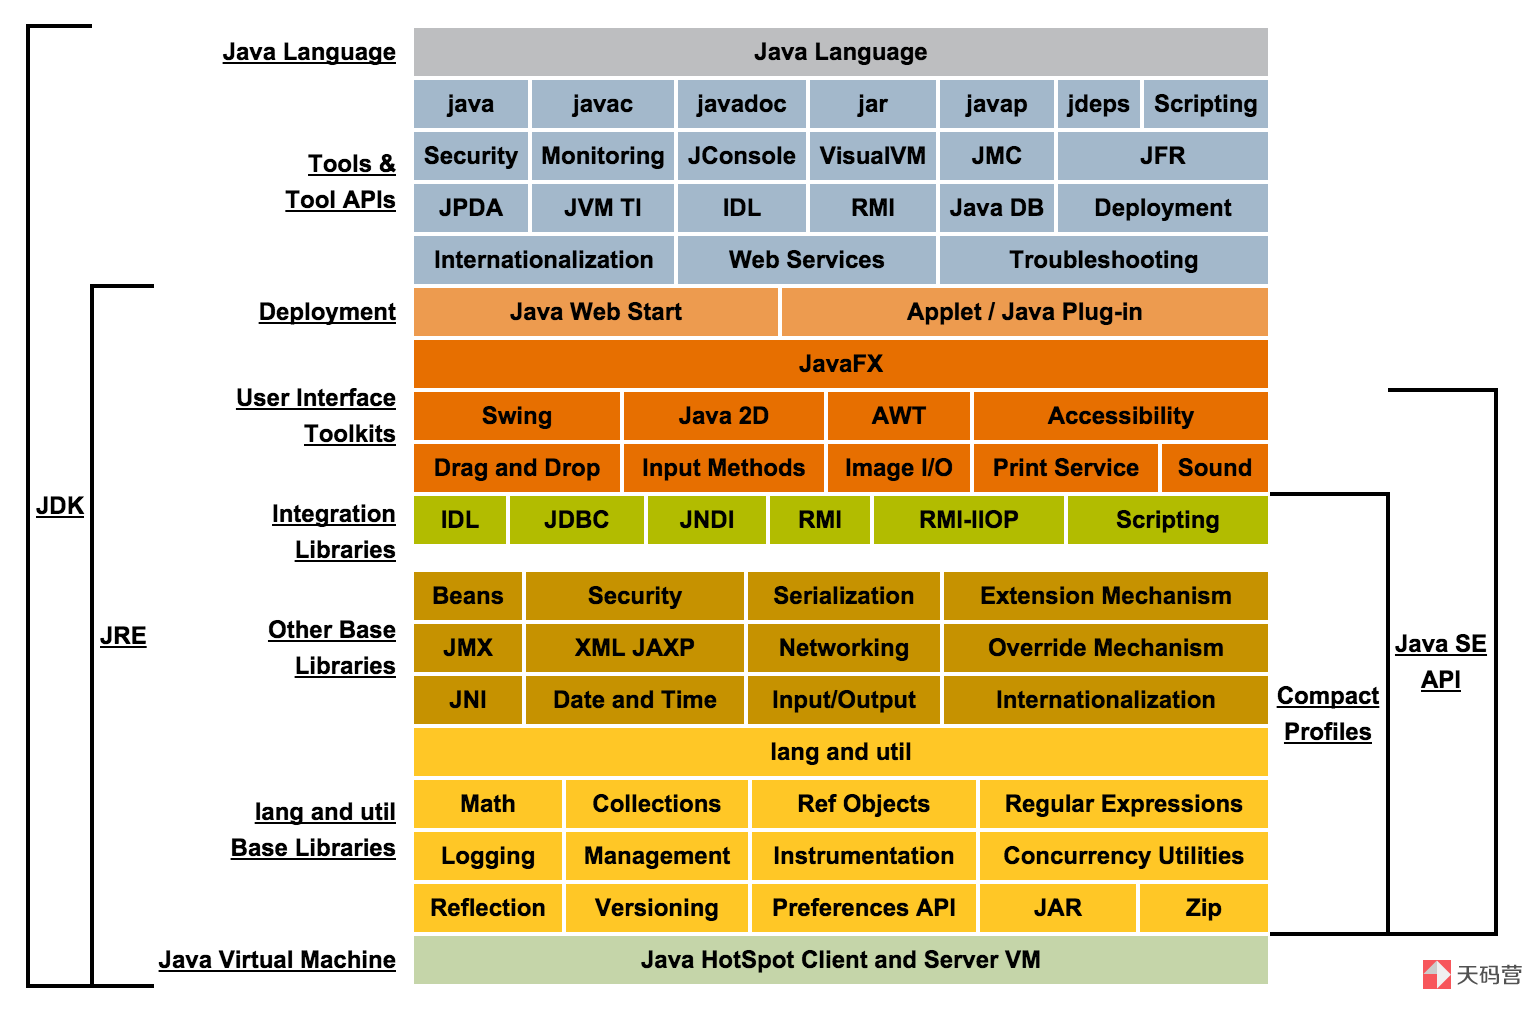 Java Language
Java Language
java javac javadoc jar javap jdeps Scripting
Tools &
Tool APIs
Security Monitoring JConsole VisualVM JMC JFR
JPDA JVM TI IDL RMI Java DB Deployment
Internationalization Web Services Troubleshooting
Deployment
Java Web Start Applet / Java Plug-in
JavaFX
User Interface
Toolkits
Swing Java 2D AWT Accessibility
Drag and Drop Input Methods Image I/O Print Service Sound
JDK
Integration
Libraries
IDL JDBC JNDI RMI RMI-IIOP Scripting
JRE
Other Base
Libraries
Beans Security Serialization Extension Mechanism
JMX XML JAXP Networking Override Mechanism
JNI Date and Time Input/Output Internationalization
Java SE
API
Compact
Profiles
lang and util
lang and util
Base Libraries
Math Collections Ref Objects Regular Expressions
Logging Management Instrumentation Concurrency Utilities
Reflection Versioning Preferences API JAR Zip
Java Virtual Machine
Java HotSpot Client and Server VM
天码营